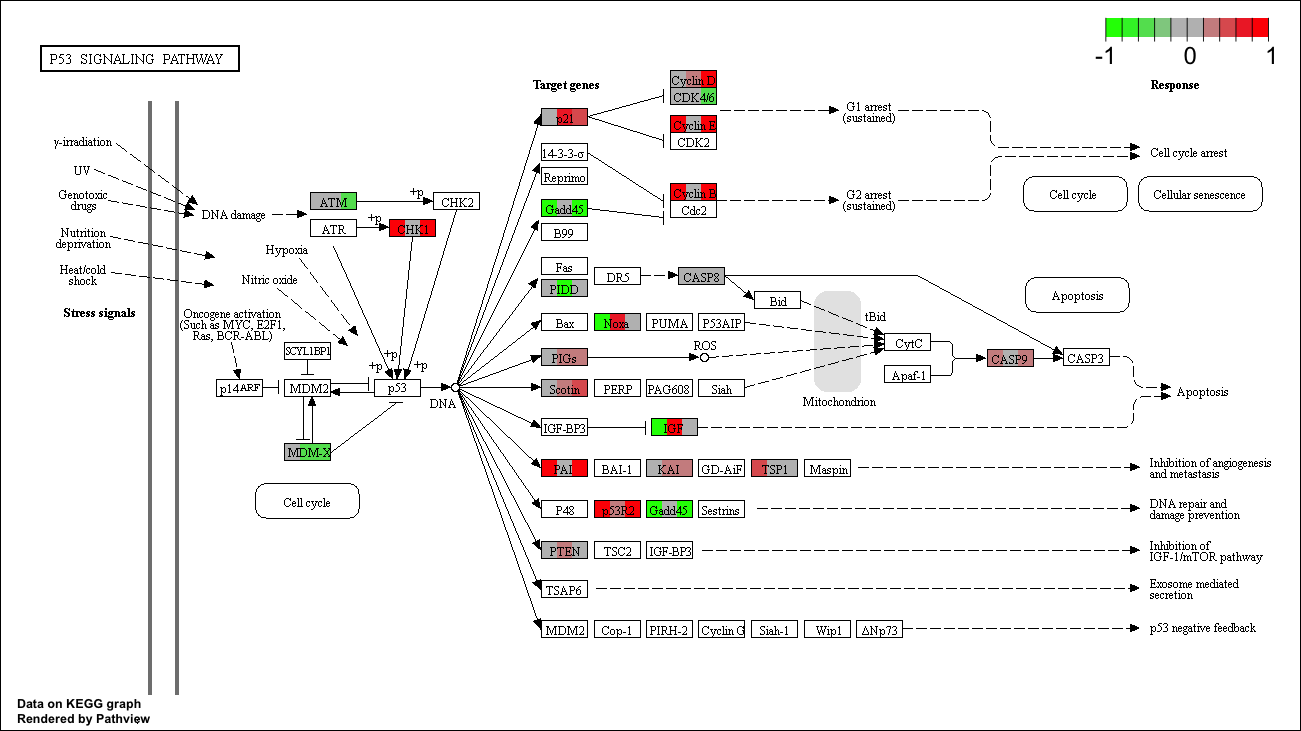 P53 SIGNALING PATHWAY
-1 0 1
Target genes
Response
γ-irradiation
UV
Genotoxic
drugs
Nutrition
deprivation
Heat/cold
shock
Stress signals
DNA damage
ATM
+p
CHK2
ATR
+p
CHK1
+p
Hypoxia
Nitric oxide
Oncogene activation
(Such as MYC, E2F1,
Ras, BCR-ABL)
SCYL1BP1
+p
+p
+p
p14ARF
MDM2
p53
DNA
MDM-X
Cell cycle
p21
Cyclin D
CDK4/6
Cyclin E
CDK2
G1 arrest
(sustained)
14-3-3-σ
Reprimo
Cyclin B
Cdc2
G2 arrest
(sustained)
Cell cycle arrest
Cell cycle
Cellular senescence
Gadd45
B99
Fas
PIDD
DR5
CASP8
Bid
tBid
Apoptosis
Bax
Noxa
PUMA
P53AIP
ROS
CytC
PIGs
CASP9
CASP3
Apaf-1
Scotin
PERP
PAG608
Siah
Mitochondrion
Apoptosis
IGF-BP3
IGF
PAI
BAI-1
KAI
GD-AiF
TSP1
Maspin
Inhibition of angiogenesis
and metastasis
P48
p53R2
Gadd45
Sestrins
DNA repair and
damage prevention
PTEN
TSC2
IGF-BP3
Inhibition of
IGF-1/mTOR pathway
TSAP6
Exosome mediated
secretion
MDM2
Cop-1
PIRH-2
Cyclin G
Siah-1
Wip1
ΔNp73
p53 negative feedback
Data on KEGG graph
Rendered by Pathview